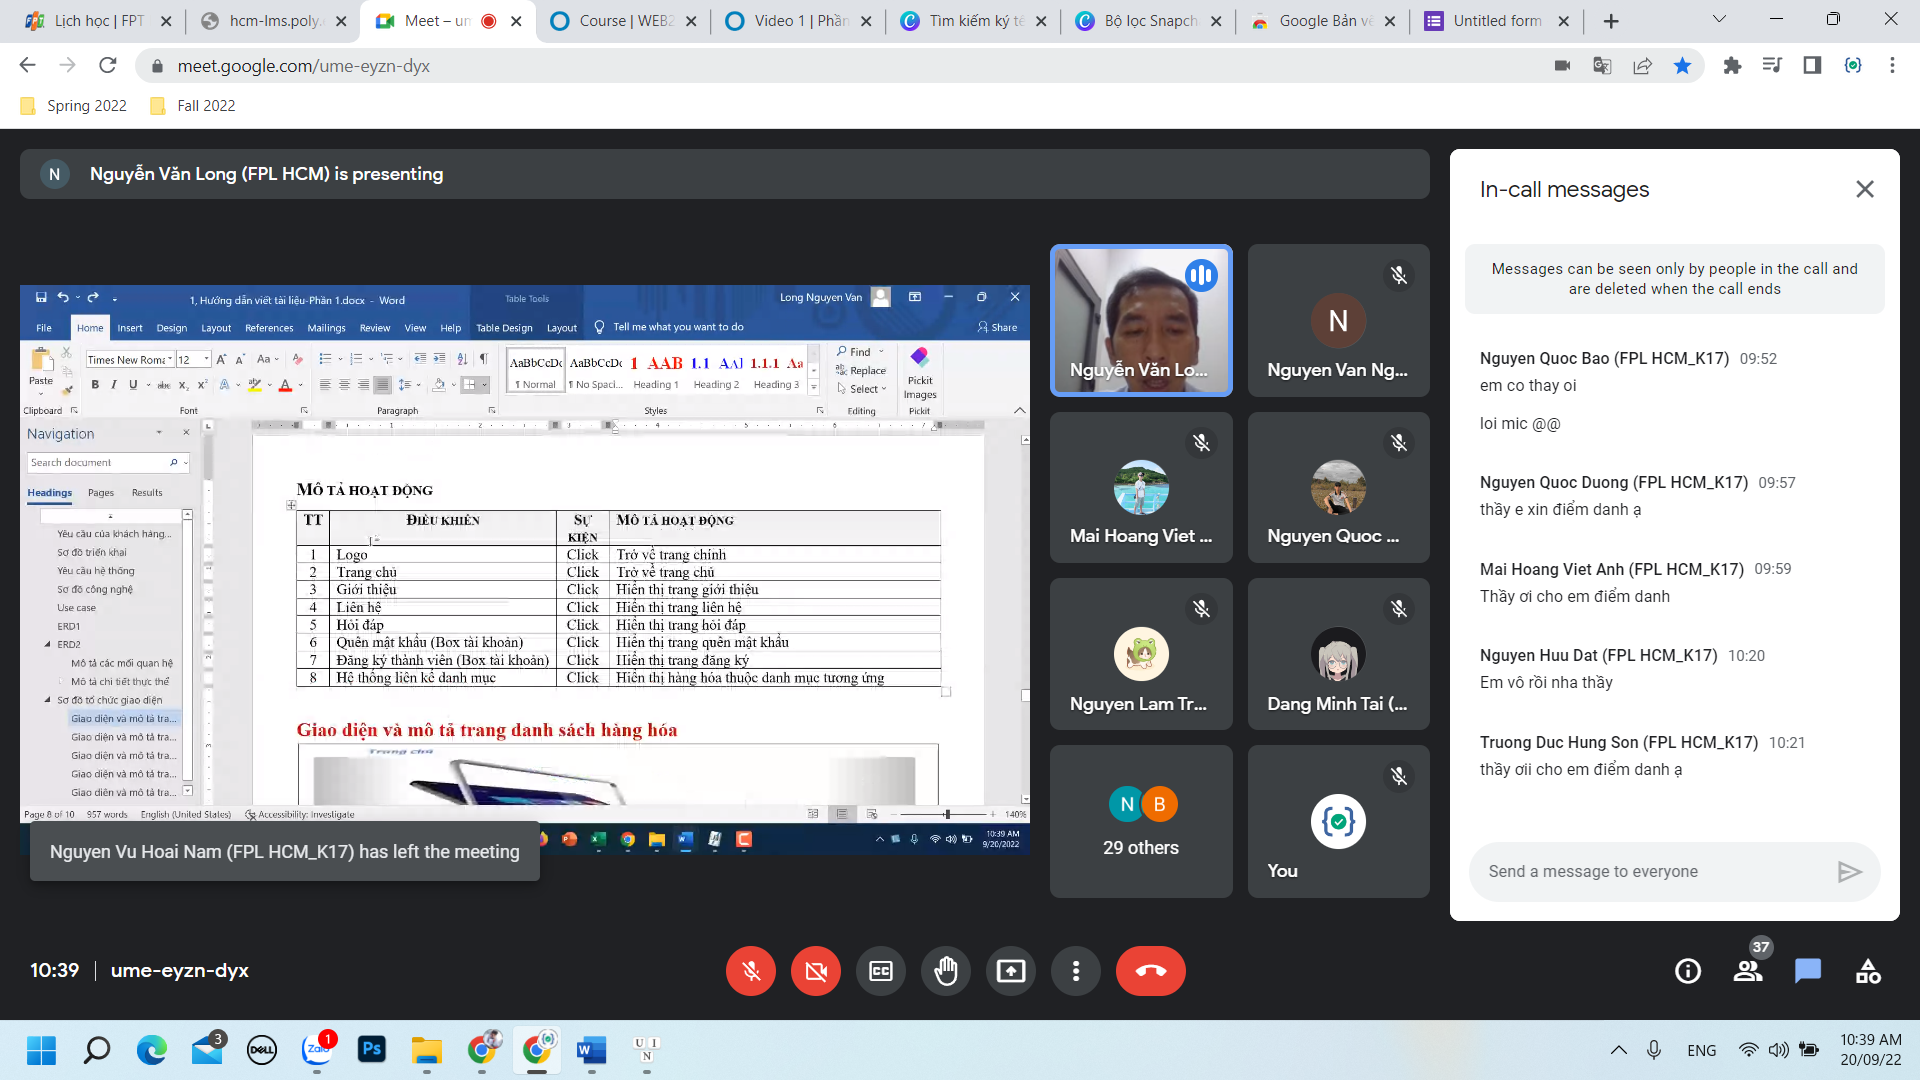 Lịch học | FPT
hcm-lms.poly.
Meet – um
Course | WEB2
Video 1 | Phần
Tìm kiếm ký tê
Bộ lọc Snapch
Google Bản vẽ
Untitled form
meet.google.com/ume-eyzn-dyx
Spring 2022
Fall 2022
N
Nguyễn Văn Long (FPL HCM) is presenting
1, Hướng dẫn viết tài liệu-Phần 1.docx - Word
Table Tools
Long Nguyen Van
File Home Insert Design Layout References Mailings Review View Help Table Design Layout Tell me what you want to do Share
Paste
Times New Roma 12
Clipboard Font Paragraph Styles Editing Pickit
AaBbCcDc AaBbCcDc 1 AAB 1.1 AAI 1.1.1 Aa
¶ Normal ¶ No Spaci... Heading 1 Heading 2 Heading 3
Find
Replace
Select
Pickit Images
Navigation
Search document
Headings Pages Results
Yêu cầu của khách hàng...
Sơ đồ triển khai
Yêu cầu hệ thống
Sơ đồ công nghệ
Use case
ERD1
ERD2
Mô tả các mối quan hệ
Mô tả chi tiết thực thể
Sơ đồ tổ chức giao diện
Giao diện và mô tả tra...
Giao diện và mô tả tra...
Giao diện và mô tả tra...
Giao diện và mô tả tra...
Giao diện và mô tả tra...
MÔ TẢ HOẠT ĐỘNG
TT ĐIỀU KHIỂN SỰ KIỆN MÔ TẢ HOẠT ĐỘNG
1 Logo Click Trở về trang chính
2 Trang chủ Click Trở về trang chủ
3 Giới thiệu Click Hiển thị trang giới thiệu
4 Liên hệ Click Hiển thị trang liên hệ
5 Hỏi đáp Click Hiển thị trang hỏi đáp
6 Quên mật khẩu (Box tài khoản) Click Hiển thị trang quên mật khẩu
7 Đăng ký thành viên (Box tài khoản) Click Hiển thị trang đăng ký
8 Hệ thống liên kế danh mục Click Hiển thị hàng hóa thuộc danh mục tương ứng
Giao diện và mô tả trang danh sách hàng hóa
Trang chủ
Page 8 of 10 957 words English (United States) Accessibility: Investigate
140%
10:39 AM
9/20/2022
Nguyen Vu Hoai Nam (FPL HCM_K17) has left the meeting
Nguyễn Văn Lo...
N
Nguyen Van Ng...
Mai Hoang Viet ...
Nguyen Quoc ...
Nguyen Lam Tr...
Dang Minh Tai (...
N B
29 others
You
In-call messages
Messages can be seen only by people in the call and
are deleted when the call ends
Nguyen Quoc Bao (FPL HCM_K17) 09:52
em co thay oi
loi mic @@
Nguyen Quoc Duong (FPL HCM_K17) 09:57
thầy e xin điểm danh ạ
Mai Hoang Viet Anh (FPL HCM_K17) 09:59
Thầy ơi cho em điểm danh
Nguyen Huu Dat (FPL HCM_K17) 10:20
Em vô rồi nha thầy
Truong Duc Hung Son (FPL HCM_K17) 10:21
thầy ơii cho em điểm danh ạ
Send a message to everyone
10:39 | ume-eyzn-dyx
CC
37
3
DELL
Zalo
1
Ps
U I
N
ENG
10:39 AM
20/09/22